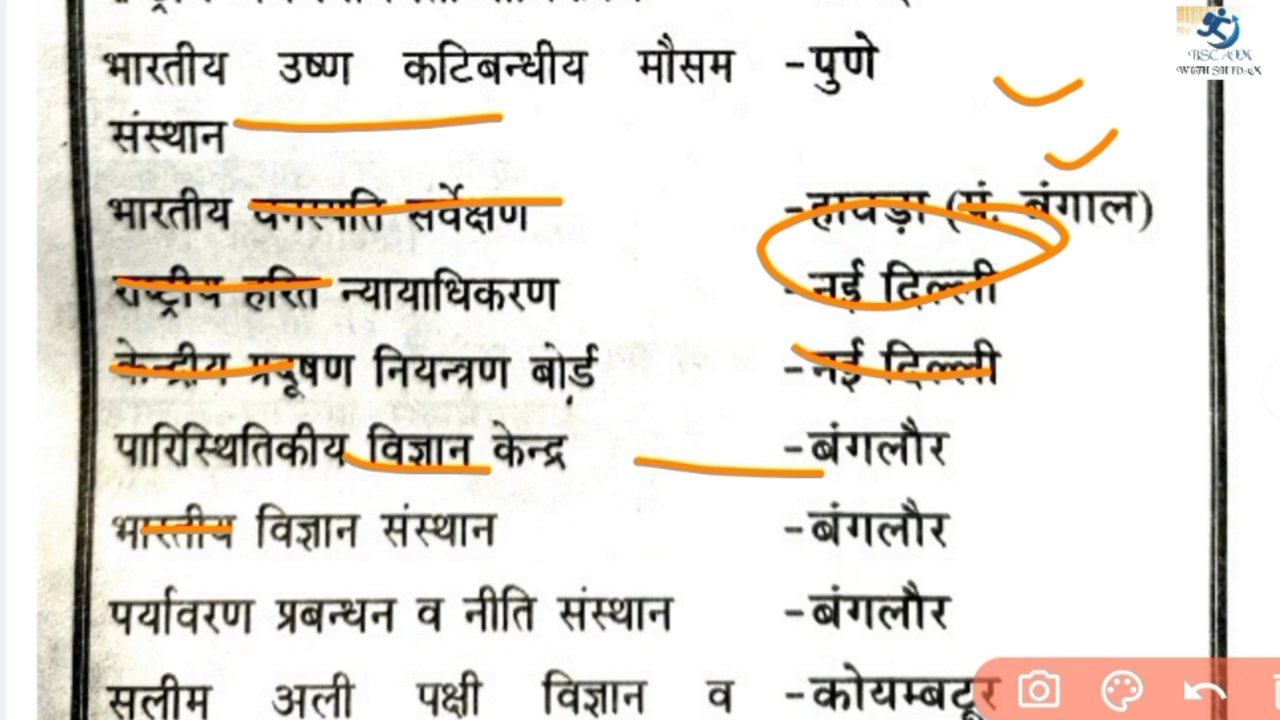 भारतीय उष्ण कटिबन्धीय मौसम -पुणे
संस्थान
भारतीय वनस्पति सर्वेक्षण -हावड़ा (पं. बंगाल)
राष्ट्रीय हरित न्यायाधिकरण -नई दिल्ली
केन्द्रीय प्रदूषण नियन्त्रण बोर्ड -नई दिल्ली
पारिस्थितिकीय विज्ञान केन्द्र -बंगलौर
भारतीय विज्ञान संस्थान -बंगलौर
पर्यावरण प्रबन्धन व नीति संस्थान -बंगलौर
सलीम अली पक्षी विज्ञान व -कोयम्बटूर